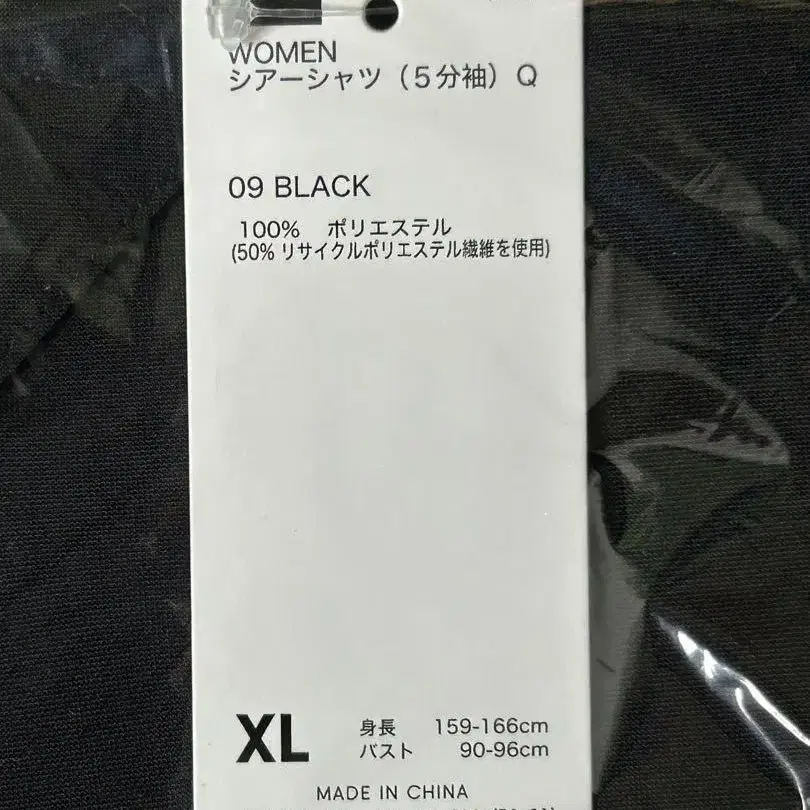 WOMEN
シアーシャツ（5分袖）Q
09 BLACK
100% ポリエステル
(50% リサイクルポリエステル繊維を使用)
XL 身長 159-166cm
バスト 90-96cm
MADE IN CHINA